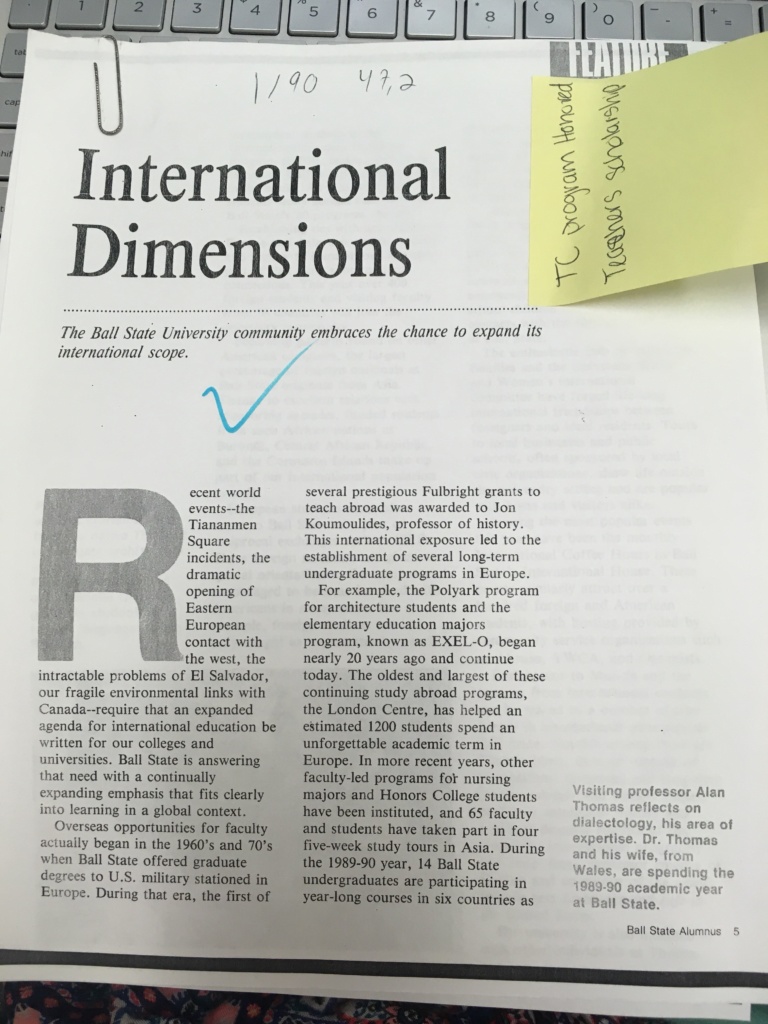 FEATURE
1/90 47,2
TC program Honored
Teachers scholarship
International
Dimensions
The Ball State University community embraces the chance to expand its
international scope.
Recent world
events--the
Tiananmen
Square
incidents, the
dramatic
opening of
Eastern
European
contact with
the west, the
intractable problems of El Salvador,
our fragile environmental links with
Canada--require that an expanded
agenda for international education be
written for our colleges and
universities. Ball State is answering
that need with a continually
expanding emphasis that fits clearly
into learning in a global context.
Overseas opportunities for faculty
actually began in the 1960's and 70's
when Ball State offered graduate
degrees to U.S. military stationed in
Europe. During that era, the first of
several prestigious Fulbright grants to
teach abroad was awarded to Jon
Koumoulides, professor of history.
This international exposure led to the
establishment of several long-term
undergraduate programs in Europe.
For example, the Polyark program
for architecture students and the
elementary education majors
program, known as EXEL-O, began
nearly 20 years ago and continue
today. The oldest and largest of these
continuing study abroad programs,
the London Centre, has helped an
estimated 1200 students spend an
unforgettable academic term in
Europe. In more recent years, other
faculty-led programs for nursing
majors and Honors College students
have been instituted, and 65 faculty
and students have taken part in four
five-week study tours in Asia. During
the 1989-90 year, 14 Ball State
undergraduates are participating in
year-long courses in six countries as
Visiting professor Alan
Thomas reflects on
dialectology, his area of
expertise. Dr. Thomas
and his wife, from
Wales, are spending the
1989-90 academic year
at Ball State.
Ball State Alumnus 5